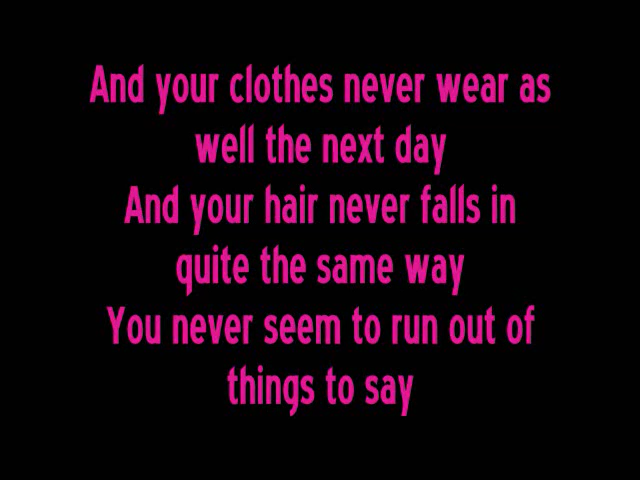 And your clothes never wear as
well the next day
And your hair never falls in
quite the same way
You never seem to run out of
things to say